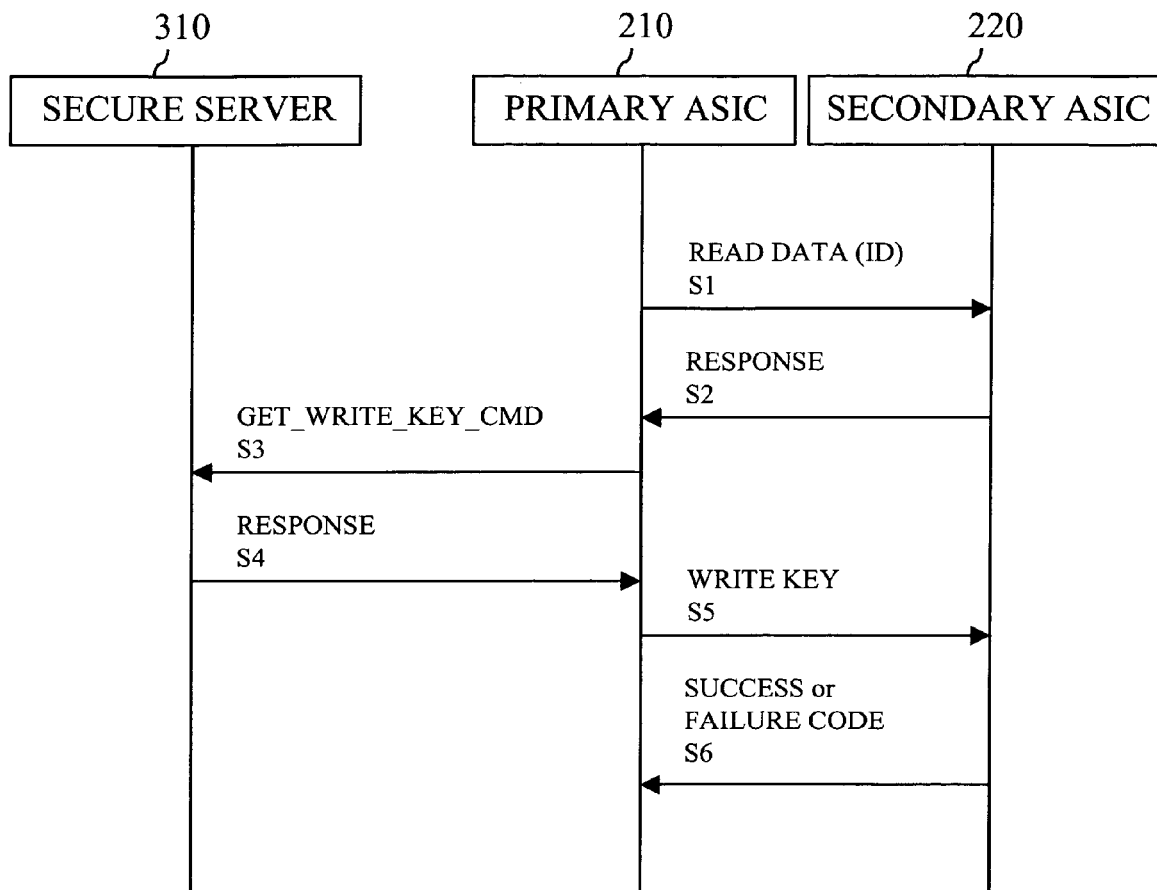 310
210
220
SECURE SERVER
PRIMARY ASIC
SECONDARY ASIC
READ DATA (ID)
S1
RESPONSE
S2
GET_WRITE_KEY_CMD
S3
RESPONSE
S4
WRITE KEY
S5
SUCCESS or
FAILURE CODE
S6